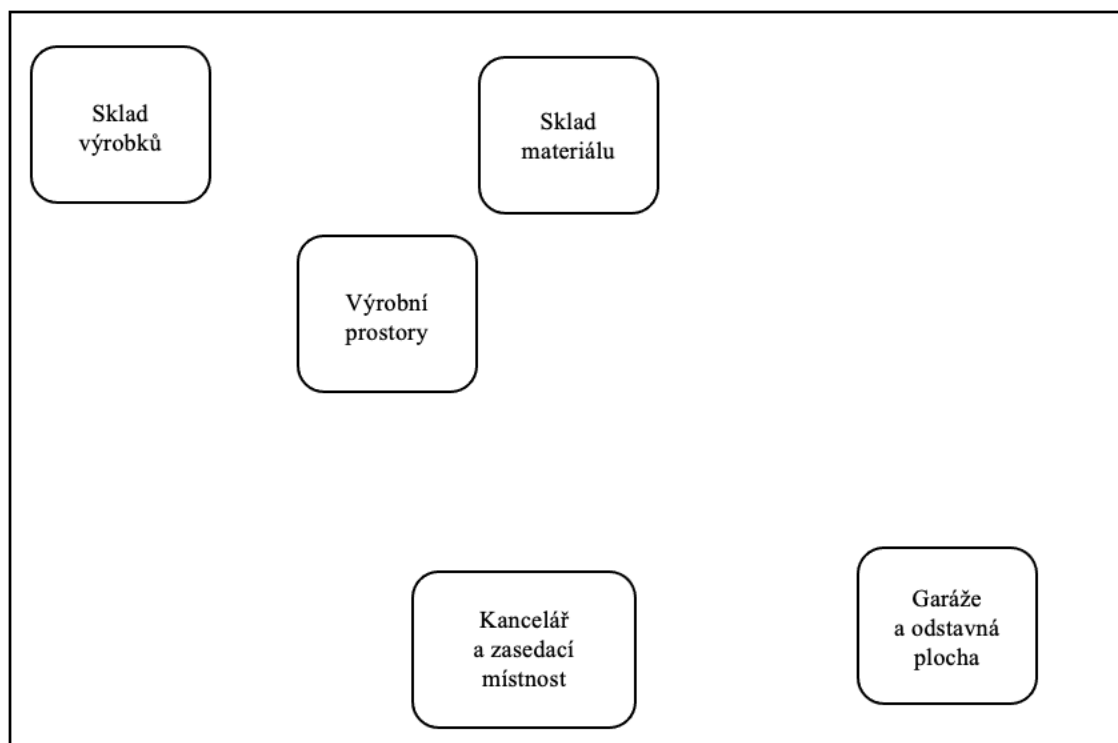 Sklad
výrobků
Sklad
materiálu
Výrobní
prostory
Kancelář
a zasedací
místnost
Garáže
a odstavná
plocha